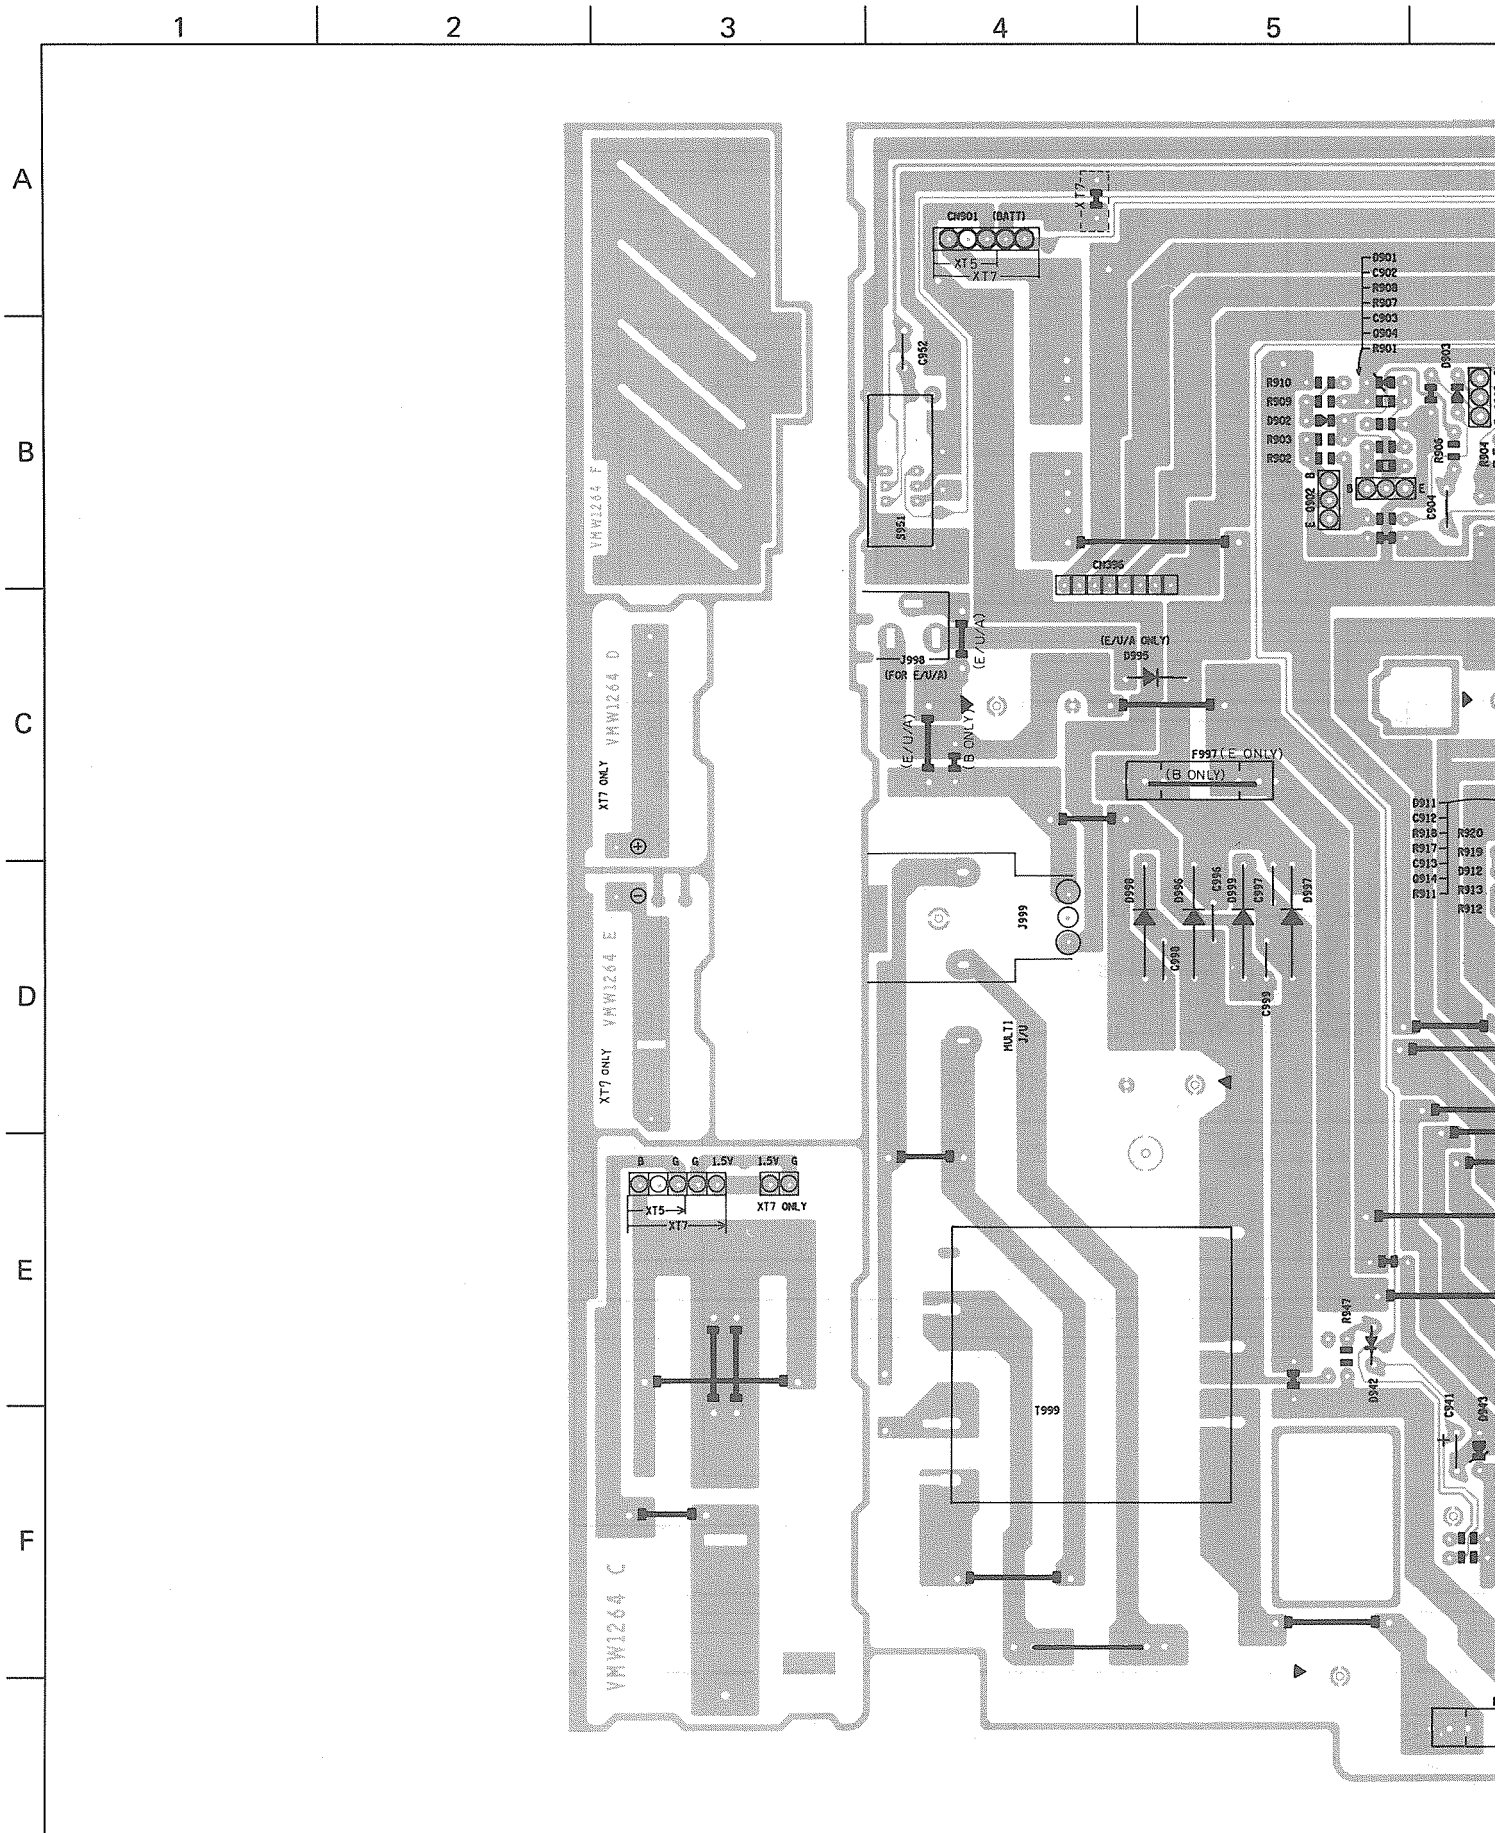 1 2 3 4 5
A
XT7
CN901 (BATT)
XT5
XT7
D901
C902
R908
R907
C903
Q904
R901
D903
C952
R910
R909
D902
R903
R902
B
R906
R904
B
E Q902 B
B E
C904
S951
VMW1264 F
CN396
(E/U/A)
J998
(FOR E/U/A)
(E/U/A ONLY)
D995
VMW1264 D
XT7 ONLY
C
(E/U/A)
(B ONLY)
F997 (E ONLY)
(B ONLY)
D911
C912
R918
R917
C913
Q914
R911
R920
R919
D912
R913
R912
+
−
D998
D996
C996
D999
C997
D997
J999
C998
C999
VMW1264 E
XT7 ONLY
D
MULTI
J/U
B G G 1.5V 1.5V G
XT5
XT7
XT7 ONLY
E
R947
D942
T999
C941
D943
+
F
VMW1264 C